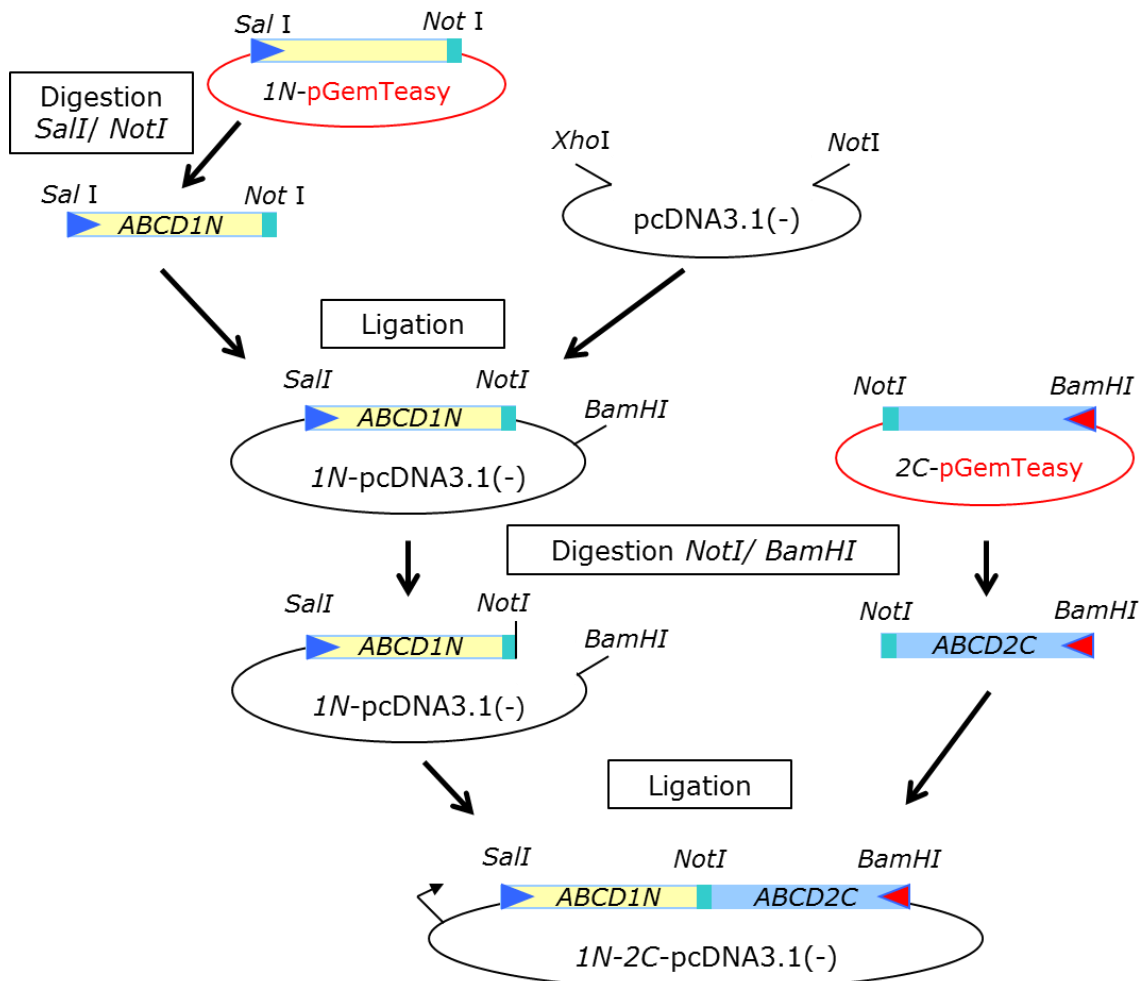 Sal I
Not I
1N-pGemTeasy
Digestion
SalI/ NotI
XhoI
NotI
pcDNA3.1(-)
Sal I
Not I
ABCD1N
Ligation
SalI
NotI
BamHI
ABCD1N
1N-pcDNA3.1(-)
NotI
BamHI
2C-pGemTeasy
Digestion NotI/ BamHI
SalI
NotI
BamHI
ABCD1N
1N-pcDNA3.1(-)
NotI
BamHI
ABCD2C
Ligation
SalI
NotI
BamHI
ABCD1N
ABCD2C
1N-2C-pcDNA3.1(-)